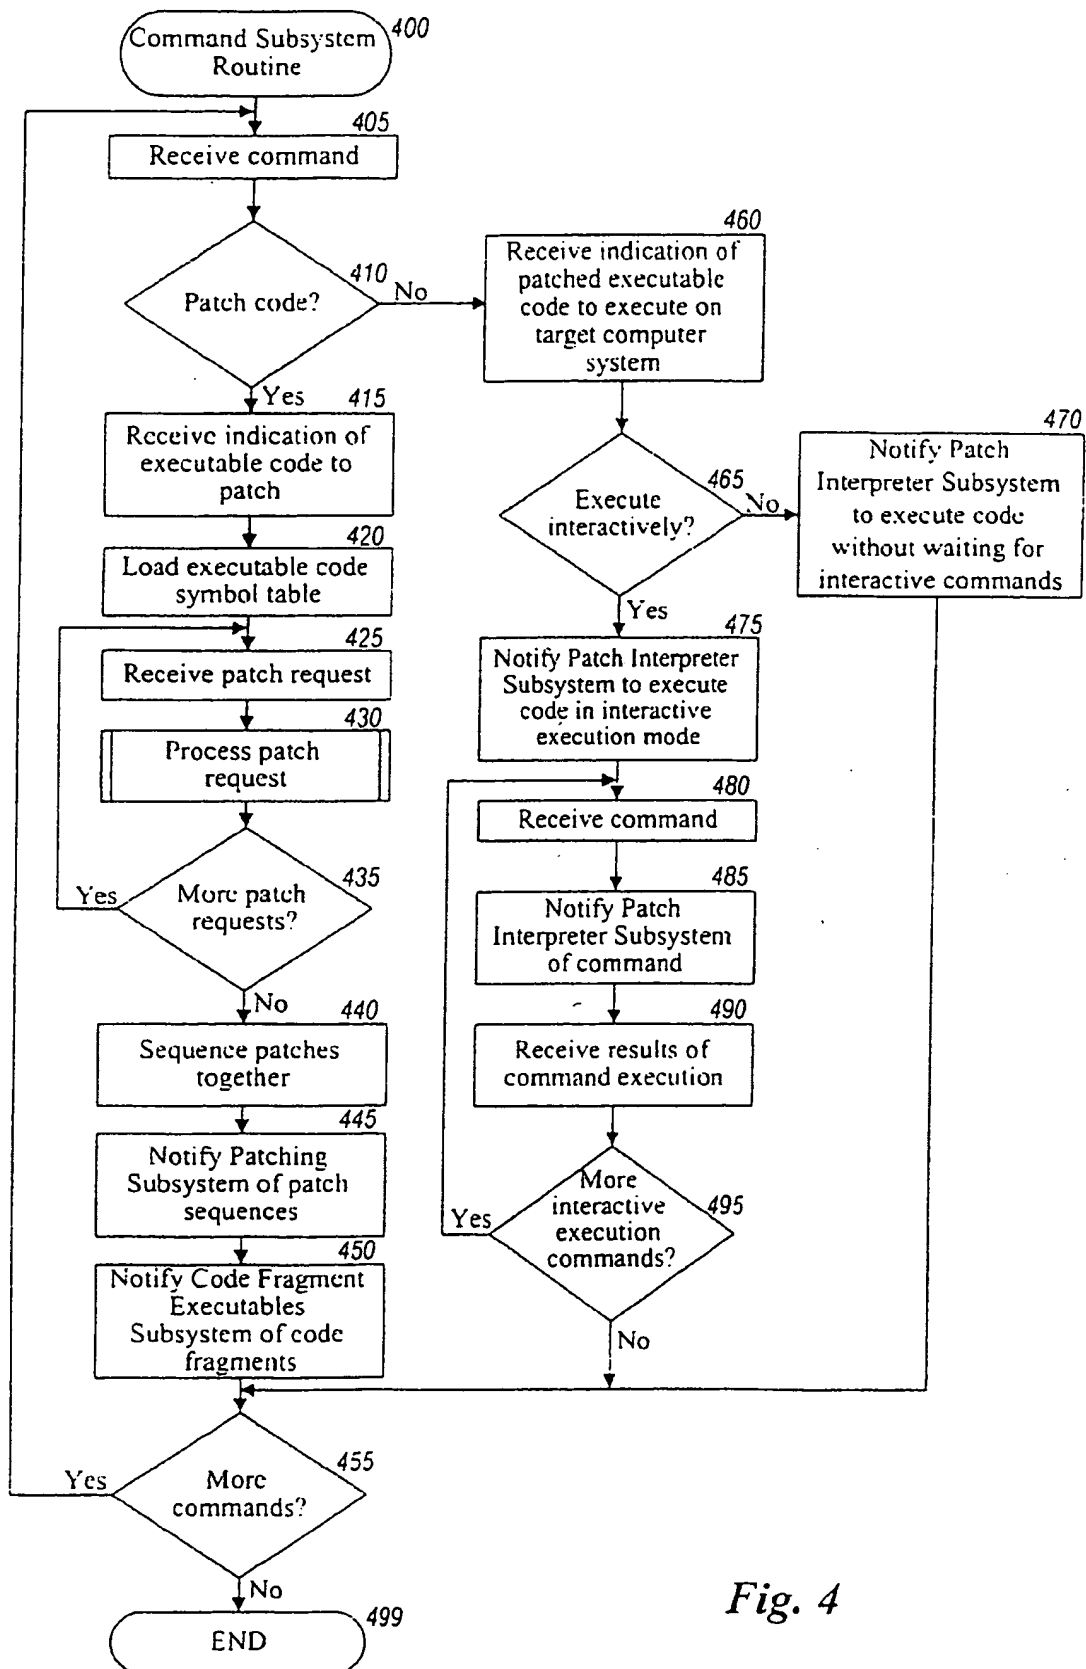 400
Command Subsystem
Routine
405
Receive command
410
Patch code?
No
Yes
460
Receive indication of
patched executable
code to execute on
target computer
system
415
Receive indication of
executable code to
patch
465
Execute
interactively?
No
Yes
470
Notify Patch
Interpreter Subsystem
to execute code
without waiting for
interactive commands
420
Load executable code
symbol table
425
Receive patch request
430
Process patch
request
435
More patch
requests?
Yes
No
475
Notify Patch Interpreter
Subsystem to execute
code in interactive
execution mode
480
Receive command
485
Notify Patch
Interpreter Subsystem
of command
490
Receive results of
command execution
495
More
interactive
execution
commands?
Yes
No
440
Sequence patches
together
445
Notify Patching
Subsystem of patch
sequences
450
Notify Code Fragment
Executables
Subsystem of code
fragments
455
More
commands?
Yes
No
499
END
Fig. 4